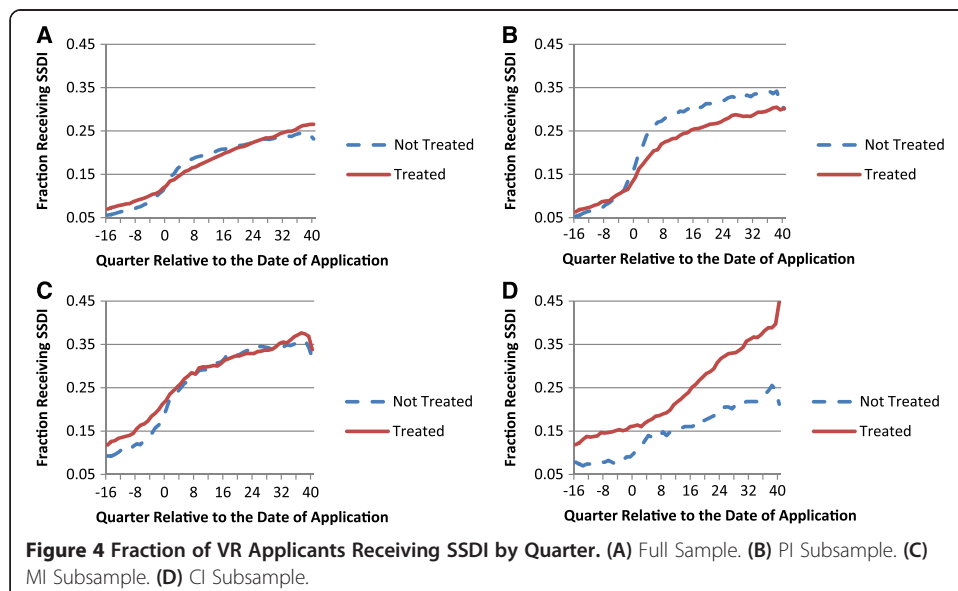 A
0.45
0.35
0.25
0.15
0.05
Fraction Receiving SSDI
-16 -8 0 8 16 24 32 40
Quarter Relative to the Date of Application
Not Treated
Treated
B
0.45
0.35
0.25
0.15
0.05
Fraction Receiving SSDI
-16 -8 0 8 16 24 32 40
Quarter Relative to the Date of Application
Not Treated
Treated
C
0.45
0.35
0.25
0.15
0.05
Fraction Receiving SSDI
-16 -8 0 8 16 24 32 40
Quarter Relative to the Date of Application
Not Treated
Treated
D
0.45
0.35
0.25
0.15
0.05
Fraction Receiving SSDI
-16 -8 0 8 16 24 32 40
Quarter Relative to the Date of Application
Not Treated
Treated
Figure 4 Fraction of VR Applicants Receiving SSDI by Quarter. (A) Full Sample. (B) PI Subsample. (C)
MI Subsample. (D) CI Subsample.